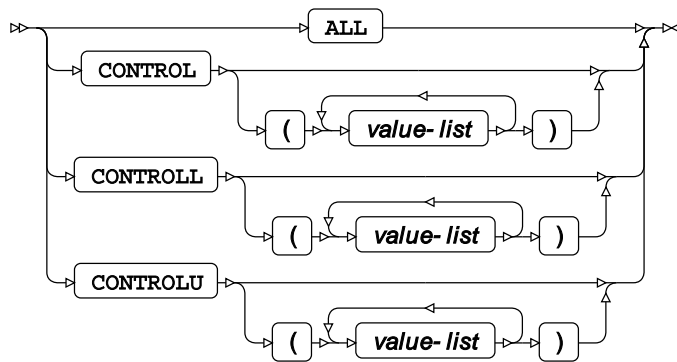 ALL
CONTROL
( value-list )
CONTROLL
( value-list )
CONTROLU
( value-list )